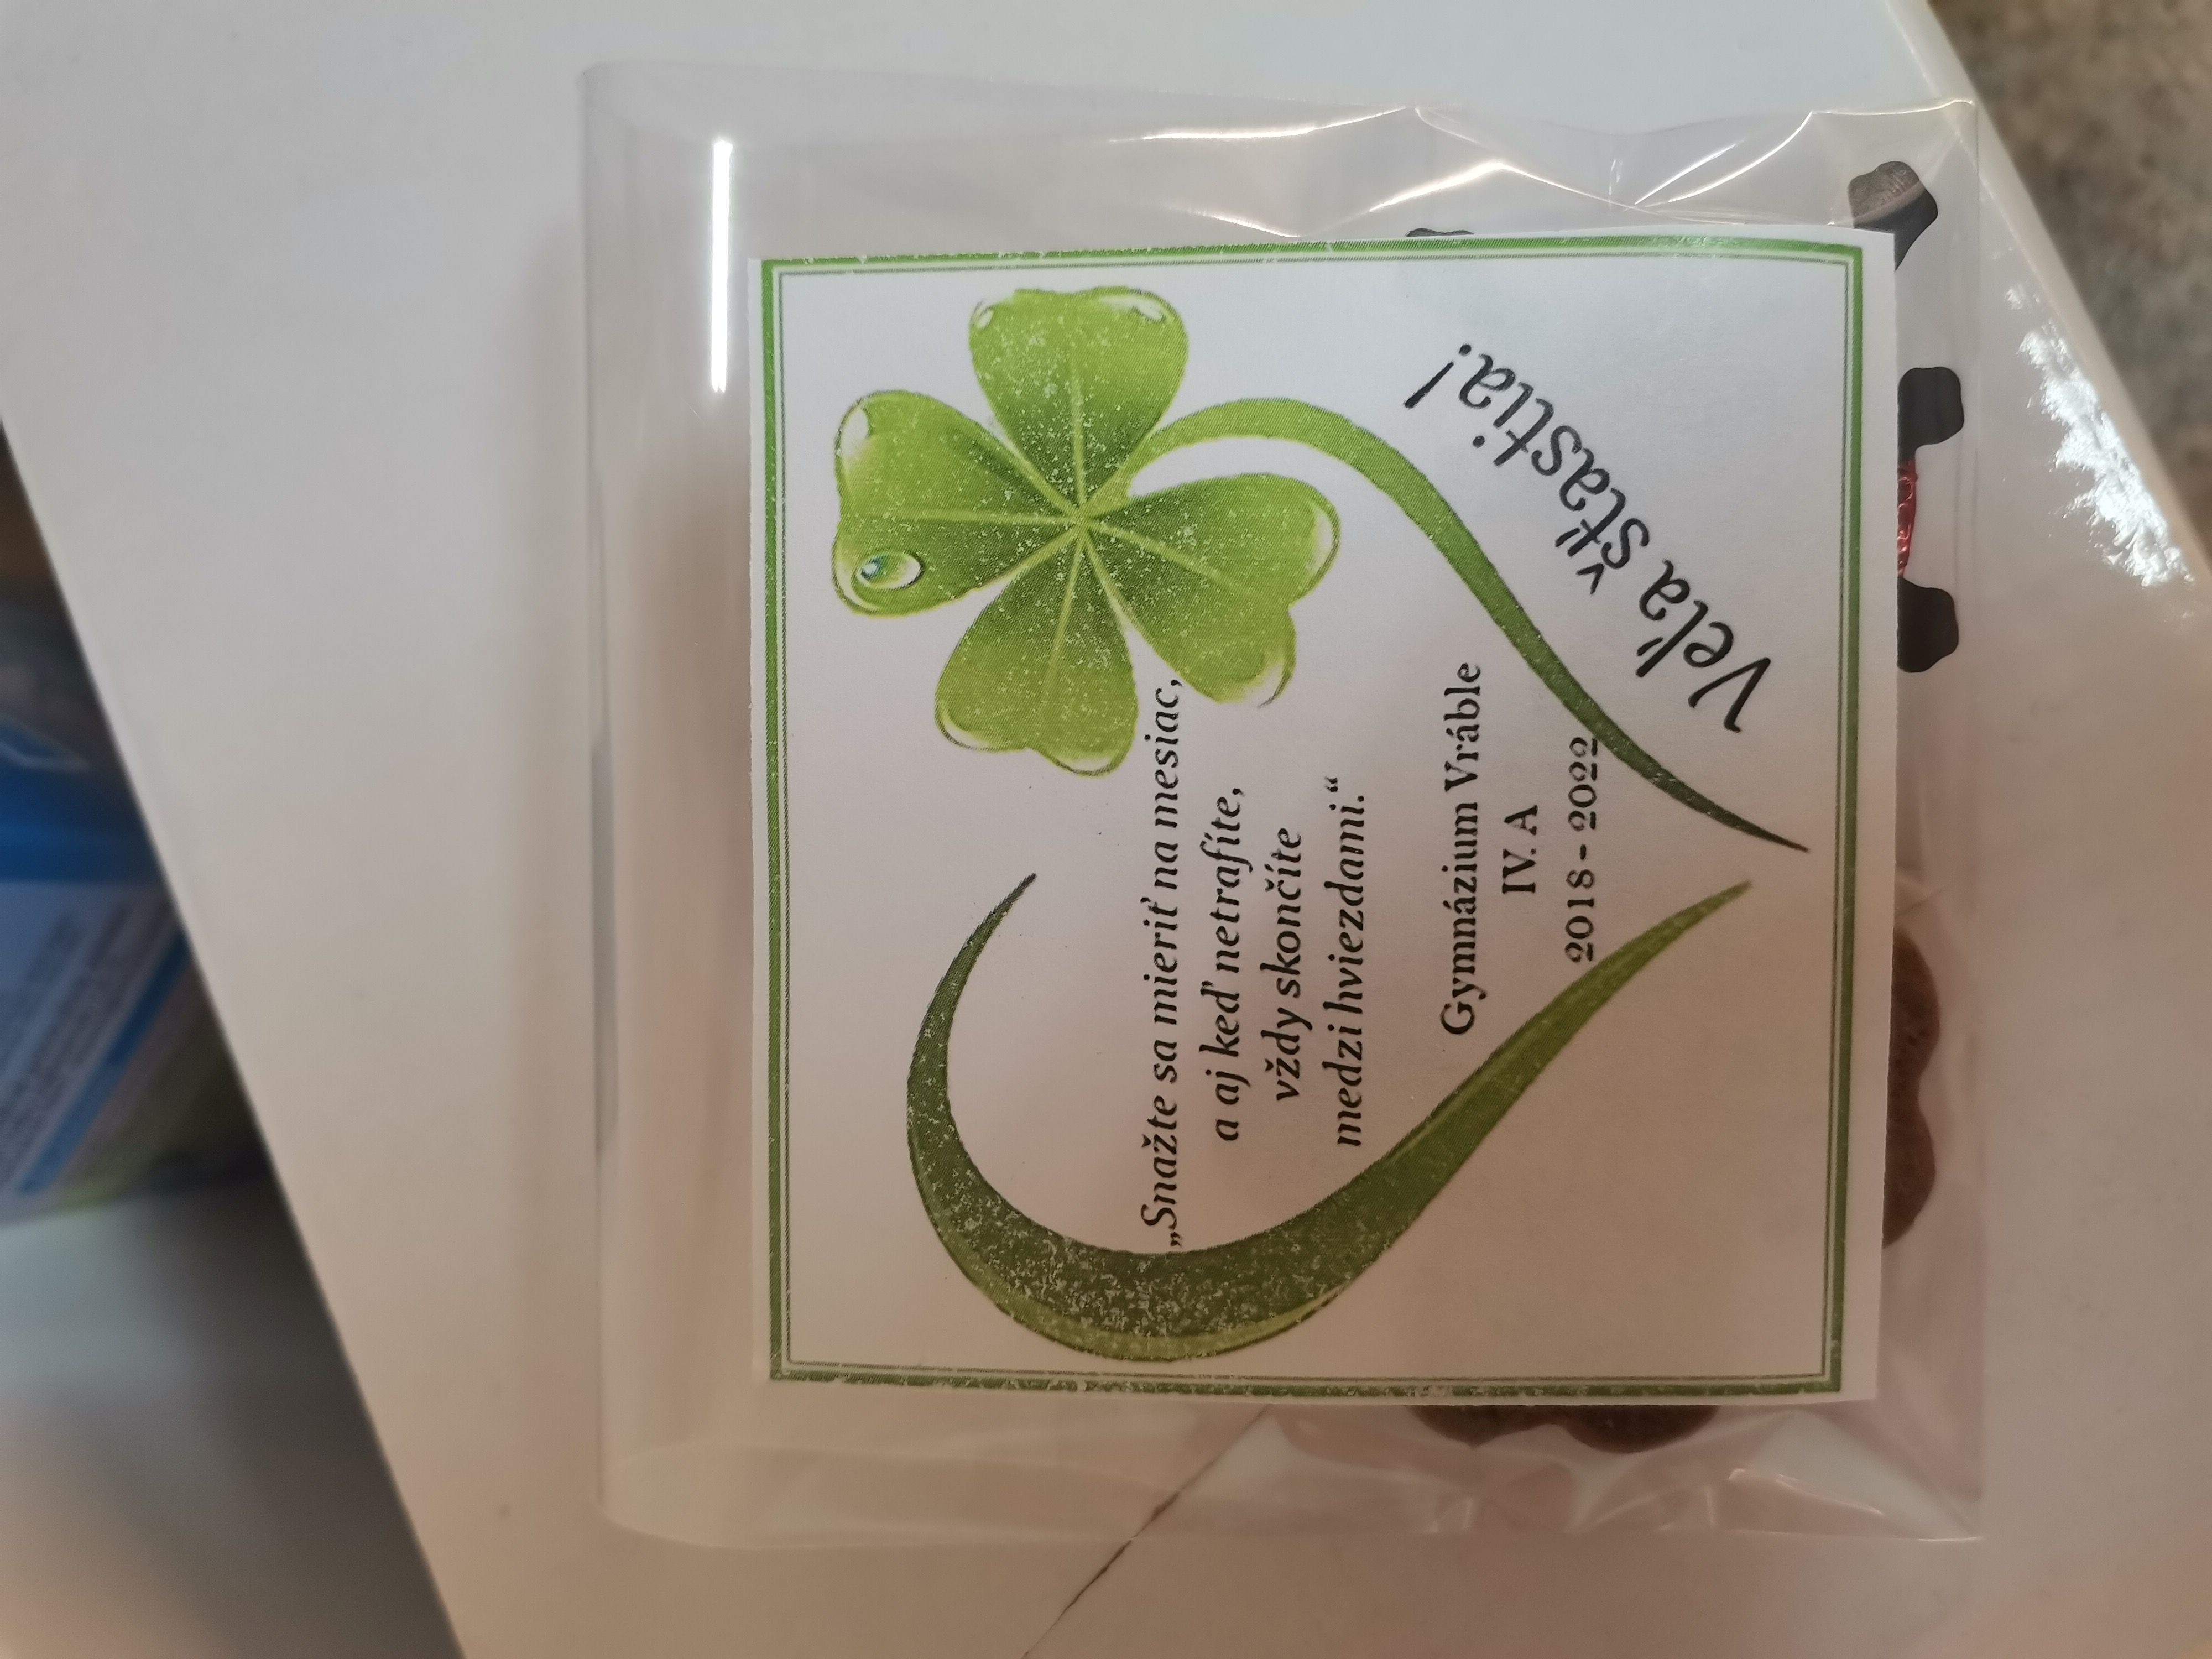 „Snažte sa mieriť na mesiac,
a aj keď netrafíte,
vždy skončíte
medzi hviezdami.“
Gymnázium Vráble
IV. A
2018 - 2022
Veľa šťastia!